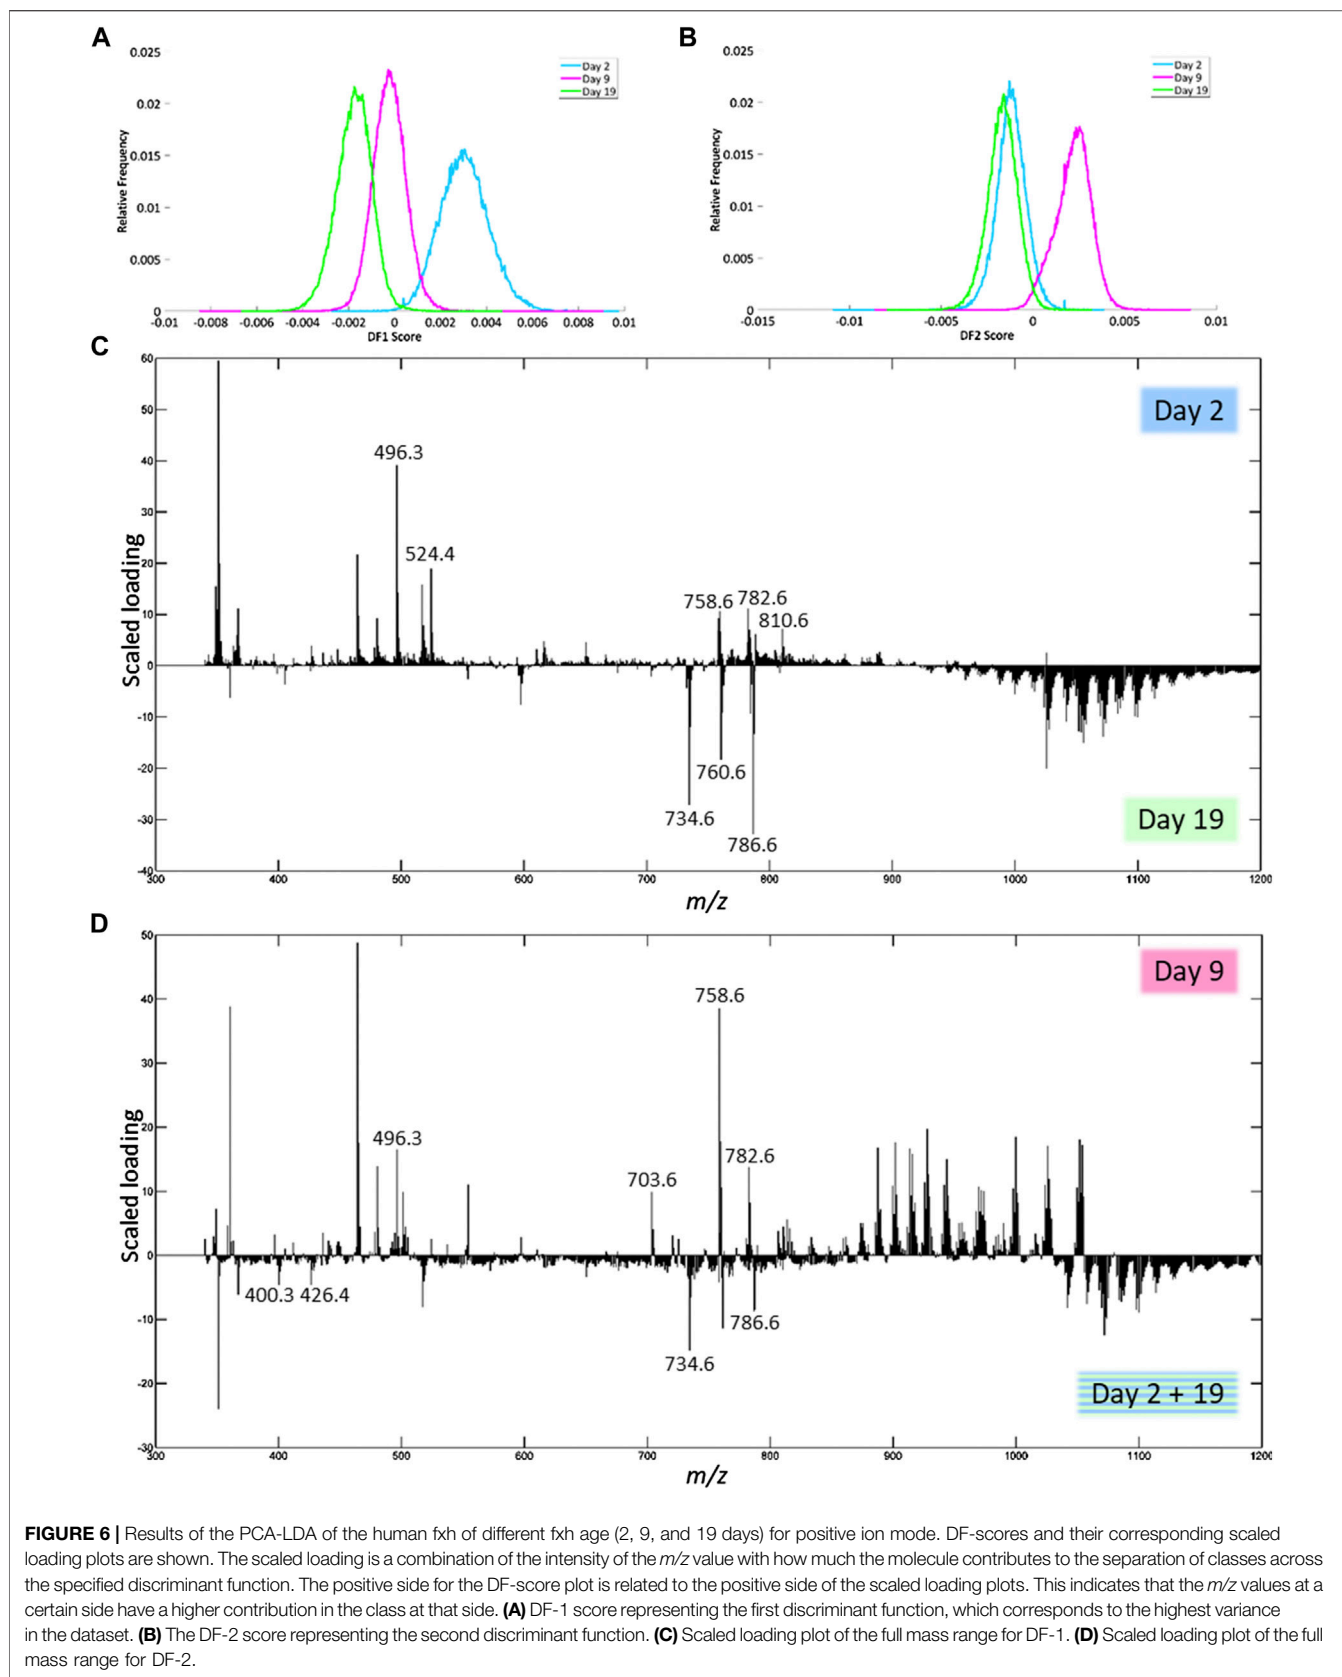 A
B
0.025
0.02
0.015
0.01
0.005
0
Relative Frequency
Day 2
Day 9
Day 19
-0.01 -0.008 -0.006 -0.004 -0.002 0 0.002 0.004 0.006 0.008 0.01
DF1 Score
0.025
0.02
0.015
0.01
0.005
0
Relative Frequency
Day 2
Day 9
Day 19
-0.015 -0.01 -0.005 0 0.005 0.01
DF2 Score
C
60
50
40
30
20
10
0
-10
-20
-30
-40
Scaled loading
Day 2
496.3
524.4
758.6 782.6
810.6
760.6
734.6
786.6
Day 19
300 400 500 600 700 800 900 1000 1100 1200
m/z
D
50
40
30
20
10
0
-10
-20
-30
Scaled loading
Day 9
758.6
496.3
782.6
703.6
400.3 426.4
786.6
734.6
Day 2 + 19
300 400 500 600 700 800 900 1000 1100 1200
m/z
FIGURE 6 | Results of the PCA-LDA of the human fxh of different fxh age (2, 9, and 19 days) for positive ion mode. DF-scores and their corresponding scaled
loading plots are shown. The scaled loading is a combination of the intensity of the m/z value with how much the molecule contributes to the separation of classes across
the specified discriminant function. The positive side for the DF-score plot is related to the positive side of the scaled loading plots. This indicates that the m/z values at a
certain side have a higher contribution in the class at that side. (A) DF-1 score representing the first discriminant function, which corresponds to the highest variance
in the dataset. (B) The DF-2 score representing the second discriminant function. (C) Scaled loading plot of the full mass range for DF-1. (D) Scaled loading plot of the full
mass range for DF-2.